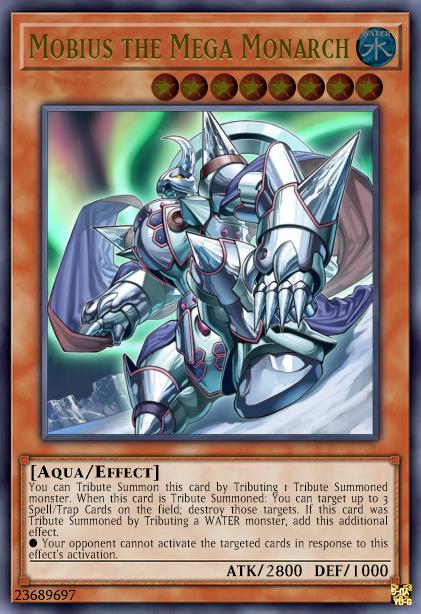 MOBIUS THE MEGA MONARCH
WATER
水
[AQUA/EFFECT]
You can Tribute Summon this card by Tributing 1 Tribute Summoned
monster. When this card is Tribute Summoned: You can target up to 3
Spell/Trap Cards on the field; destroy those targets. If this card was
Tribute Summoned by Tributing a WATER monster, add this additional
effect.
● Your opponent cannot activate the targeted cards in response to this
effect's activation.
ATK/2800 DEF/1000
23689697